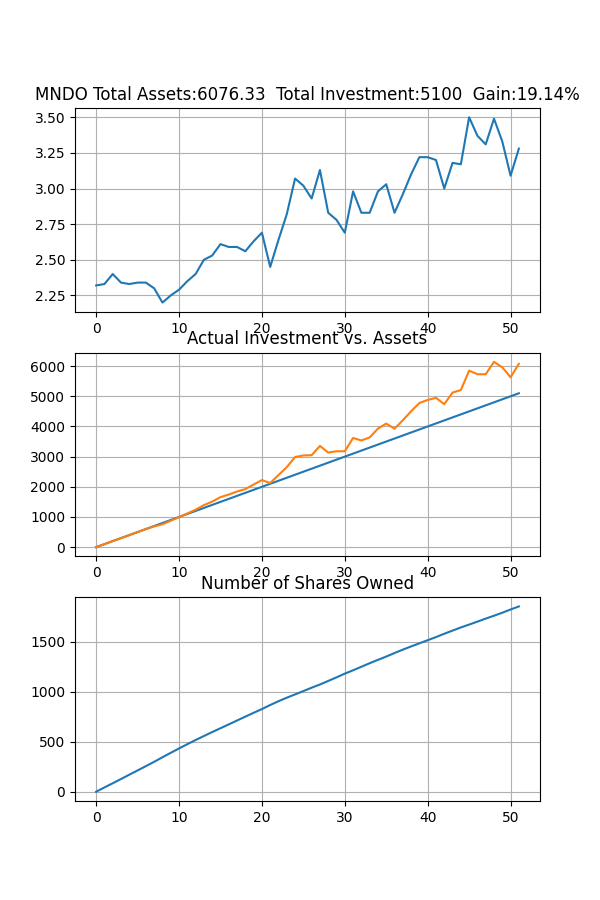 MNDO Total Assets:6076.33  Total Investment:5100  Gain:19.14%
3.50
3.25
3.00
2.75
2.50
2.25
0 10 20 30 40 50
Actual Investment vs. Assets
6000
5000
4000
3000
2000
1000
0
0 10 20 30 40 50
Number of Shares Owned
1500
1000
500
0
0 10 20 30 40 50